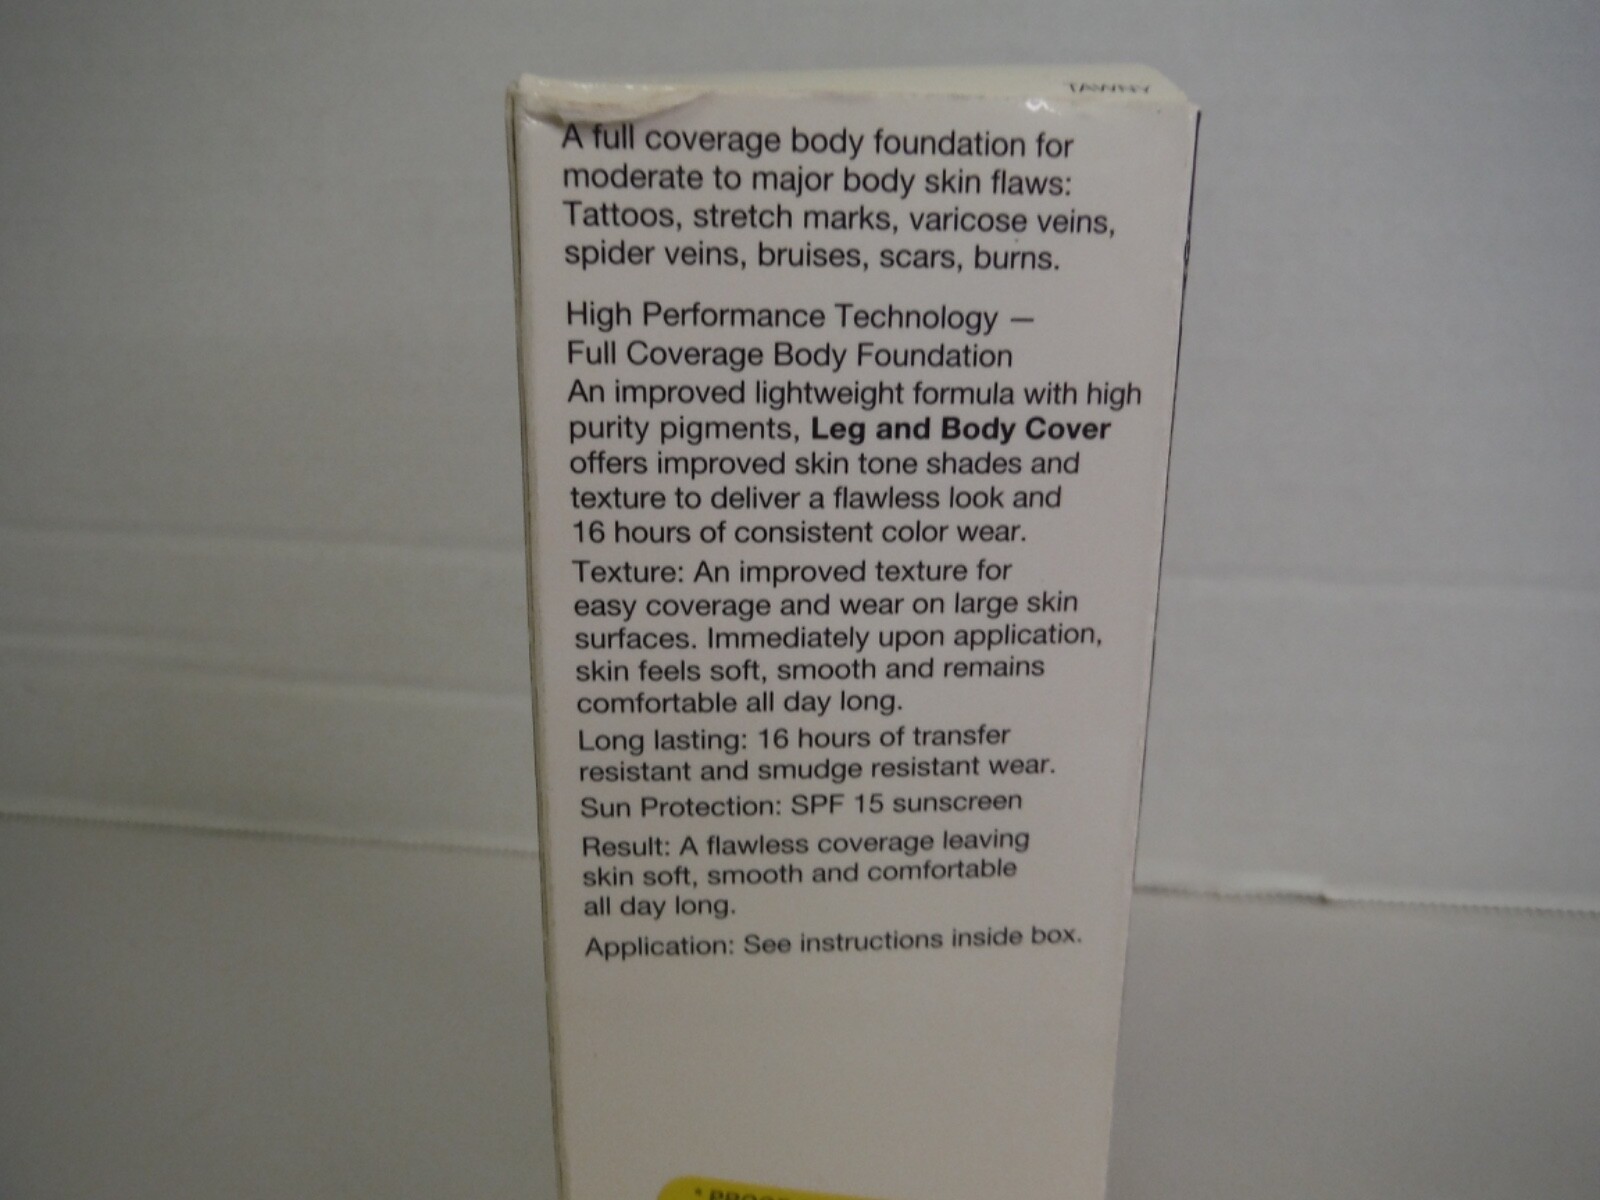 TAWNY
A full coverage body foundation for
moderate to major body skin flaws:
Tattoos, stretch marks, varicose veins,
spider veins, bruises, scars, burns.
High Performance Technology —
Full Coverage Body Foundation
An improved lightweight formula with high
purity pigments, Leg and Body Cover
offers improved skin tone shades and
texture to deliver a flawless look and
16 hours of consistent color wear.
Texture: An improved texture for
easy coverage and wear on large skin
surfaces. Immediately upon application,
skin feels soft, smooth and remains
comfortable all day long.
Long lasting: 16 hours of transfer
resistant and smudge resistant wear.
Sun Protection: SPF 15 sunscreen
Result: A flawless coverage leaving
skin soft, smooth and comfortable
all day long.
Application: See instructions inside box.